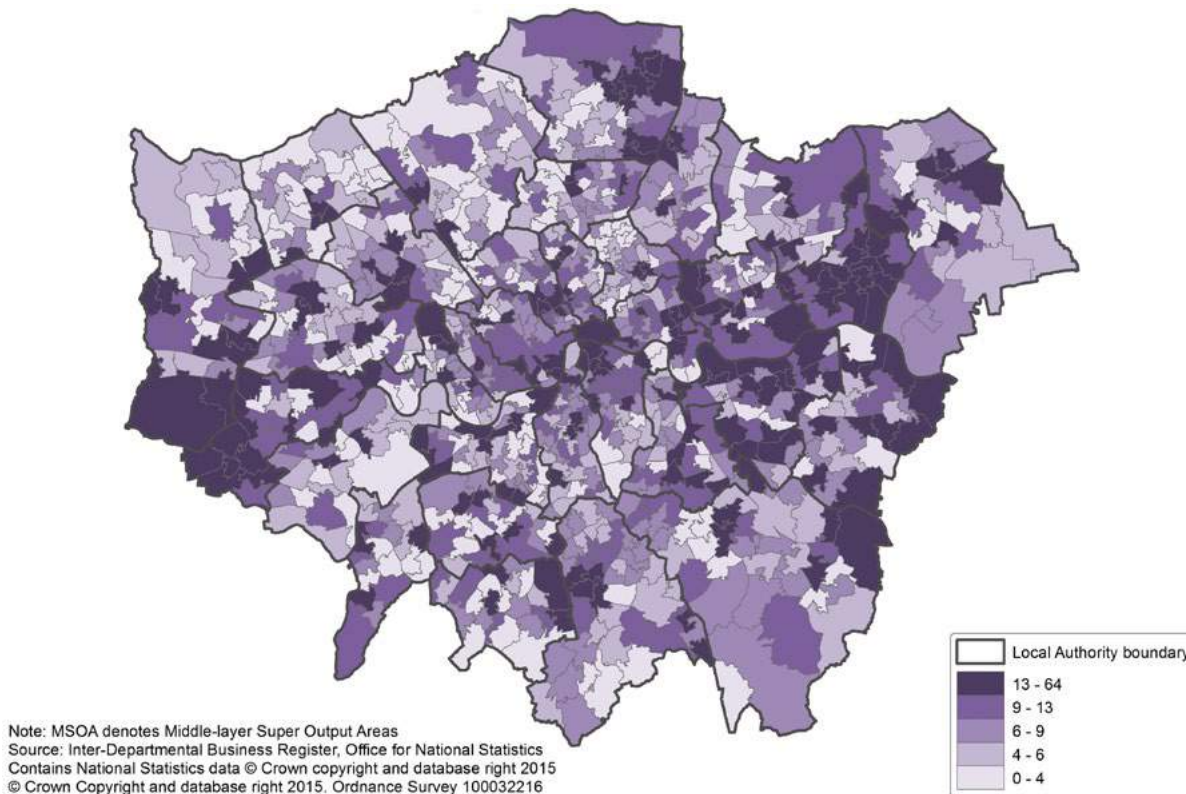 Local Authority boundary
13 - 64
9 - 13
6 - 9
4 - 6
0 - 4
Note: MSOA denotes Middle-layer Super Output Areas
Source: Inter-Departmental Business Register, Office for National Statistics
Contains National Statistics data © Crown copyright and database right 2015
© Crown Copyright and database right 2015. Ordnance Survey 100032216